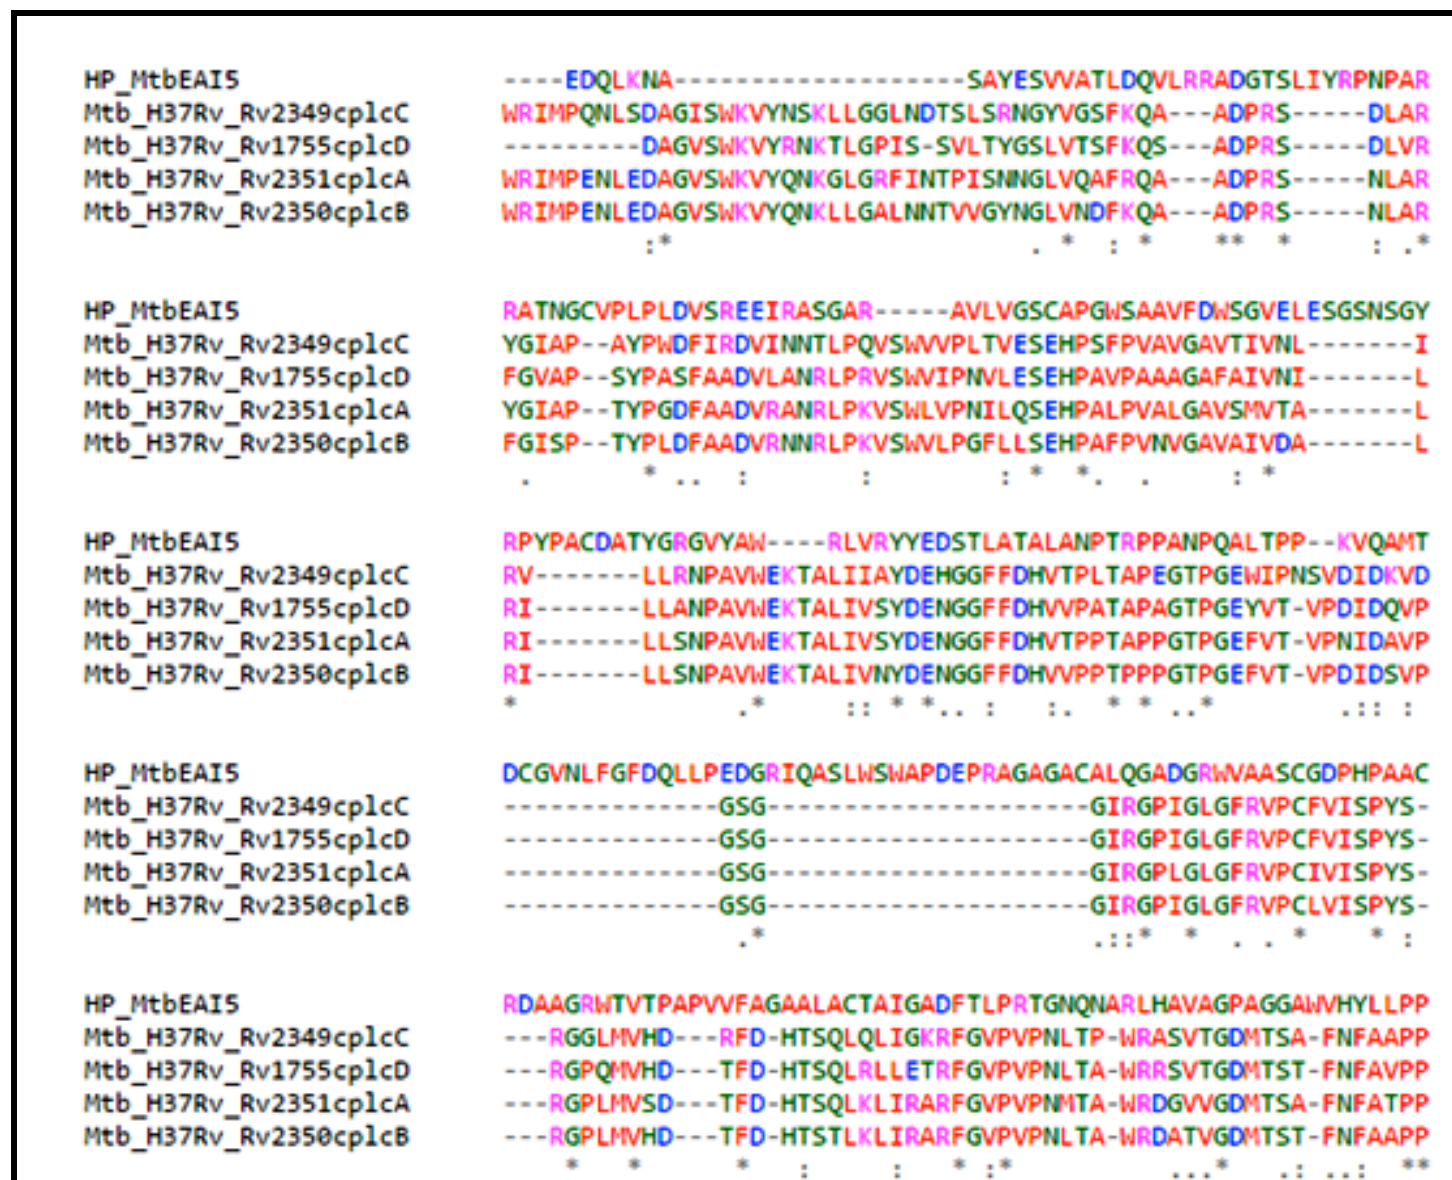 HP_MtbEAI5 ----EDQLKNA-------------------SAYESVVATLDQVLRRADGTSLIYRPNPAR
Mtb_H37Rv_Rv2349cplcC WRIMPQNLSDAGISWKVYNSKLLGGLNDTSLSRNGYVGSFKQA---ADPRS-----DLAR
Mtb_H37Rv_Rv1755cplcD ---------DAGVSWKVYRNKTLGPIS-SVLTYGSLVTSFKQS---ADPRS-----DLVR
Mtb_H37Rv_Rv2351cplcA WRIMPENLEDAGVSWKVYQNKGLGRFINTPISNNGLVQAFRQA---ADPRS-----NLAR
Mtb_H37Rv_Rv2350cplcB WRIMPENLEDAGVSWKVYQNKLLGALNNTVVGYNGLVNDFKQA---ADPRS-----NLAR
:* . * : * ** * : .*
HP_MtbEAI5 RATNGCVPLPLDVSREEIRASGAR-----AVLVGSCAPGWSAAVFDWSGVELESGSNSGY
Mtb_H37Rv_Rv2349cplcC YGIAP--AYPWDFIRDVINNTLPQVSWVVPLTVESEHPSFPVAVGAVTIVNL-------I
Mtb_H37Rv_Rv1755cplcD FGVAP--SYPASFAADVLANRLPRVSWVIPNVLESEHPAVPAAAGAFAIVNI-------L
Mtb_H37Rv_Rv2351cplcA YGIAP--TYPGDFAADVRANRLPKVSWLVPNILQSEHPALPVALGAVSMVTA-------L
Mtb_H37Rv_Rv2350cplcB FGISP--TYPLDFAADVRNNRLPKVSWVLPGFLLSEHPAFPVNVGAVAIVDA-------L
. * .. : : : * *. . : *
HP_MtbEAI5 RPYPACDATYGRGVYAW----RLVRYYEDSTLATALANPTRPPANPQALTPP--KVQAMT
Mtb_H37Rv_Rv2349cplcC RV-------LLRNPAVWEKTALIIAYDEHGGFFDHVTPLTAPEGTPGEWIPNSVDIDKVD
Mtb_H37Rv_Rv1755cplcD RI-------LLANPAVWEKTALIVSYDENGGFFDHVVPATAPAGTPGEYVT-VPDIDQVP
Mtb_H37Rv_Rv2351cplcA RI-------LLSNPAVWEKTALIVSYDENGGFFDHVTPPTAPPGTPGEFVT-VPNIDAVP
Mtb_H37Rv_Rv2350cplcB RI-------LLSNPAVWEKTALIVNYDENGGFFDHVVPPTPPPGTPGEFVT-VPDIDSVP
* .* :: * *.. : :. * * ..* .:: :
HP_MtbEAI5 DCGVNLFGFDQLLPEDGRIQASLWSWAPDEPRAGAGACALQGADGRWVAASCGDPHPAAC
Mtb_H37Rv_Rv2349cplcC --------------GSG---------------------GIRGPIGLGFRVPCFVISPYS-
Mtb_H37Rv_Rv1755cplcD --------------GSG---------------------GIRGPIGLGFRVPCFVISPYS-
Mtb_H37Rv_Rv2351cplcA --------------GSG---------------------GIRGPLGLGFRVPCIVISPYS-
Mtb_H37Rv_Rv2350cplcB --------------GSG---------------------GIRGPIGLGFRVPCLVISPYS-
.* .::* * . . * * :
HP_MtbEAI5 RDAAGRWTVTPAPVVFAGAALACTAIGADFTLPRTGNQNARLHAVAGPAGGAWVHYLLPP
Mtb_H37Rv_Rv2349cplcC ---RGGLMVHD---RFD-HTSQLQLIGKRFGVPVPNLTP-WRASVTGDMTSA-FNFAAPP
Mtb_H37Rv_Rv1755cplcD ---RGPQMVHD---TFD-HTSQLRLLETRFGVPVPNLTA-WRRSVTGDMTST-FNFAVPP
Mtb_H37Rv_Rv2351cplcA ---RGPLMVSD---TFD-HTSQLKLIRARFGVPVPNMTA-WRDGVVGDMTSA-FNFATPP
Mtb_H37Rv_Rv2350cplcB ---RGPLMVHD---TFD-HTSTLKLIRARFGVPVPNLTA-WRDATVGDMTST-FNFAAPP
* * * : : * :* ...* .: ..: **